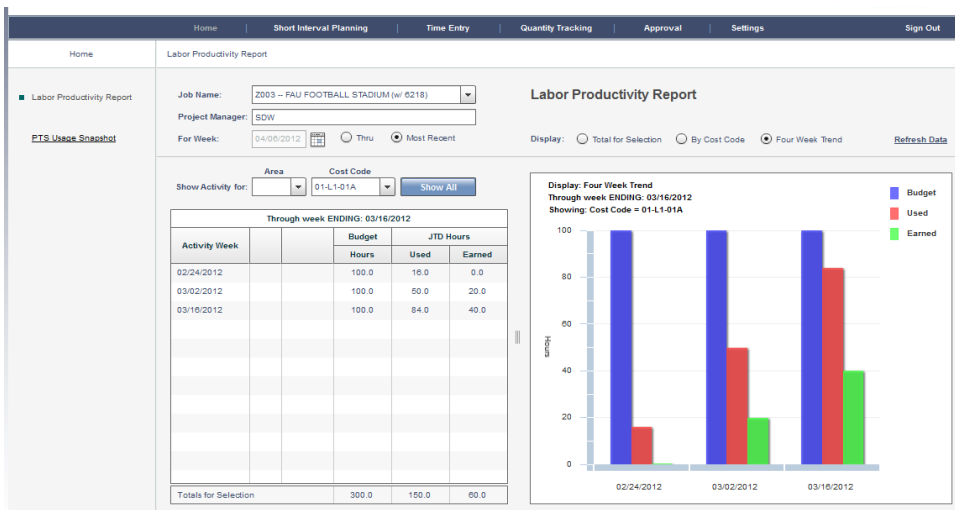 Home | Short Interval Planning | Time Entry | Quantity Tracking | Approval | Settings Sign Out
Home Labor Productivity Report
Labor Productivity Report
PTS Usage Snapshot
Job Name: Z003 -- FAU FOOTBALL STADIUM (w/ 6218)
Project Manager: SDW
For Week: 04/06/2012 Thru Most Recent
Labor Productivity Report
Display: Total for Selection By Cost Code Four Week Trend Refresh Data
Area Cost Code
Show Activity for: 01-L1-01A Show All
Through week ENDING: 03/16/2012
Activity Week Budget JTD Hours
Hours Used Earned
02/24/2012 100.0 16.0 0.0
03/02/2012 100.0 50.0 20.0
03/16/2012 100.0 84.0 40.0
Totals for Selection 300.0 150.0 60.0
Display: Four Week Trend
Through week ENDING: 03/16/2012
Showing: Cost Code = 01-L1-01A
Budget
Used
Earned
100
80
60
40
20
0
Hours
02/24/2012 03/02/2012 03/16/2012